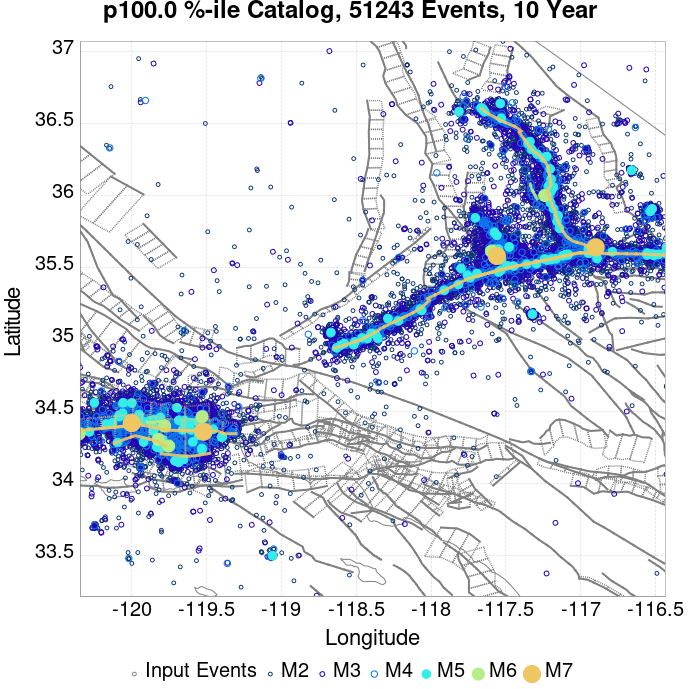 p100.0 %-ile Catalog, 51243 Events, 10 Year
37
36.5
36
35.5
35
34.5
34
33.5
Latitude
-120 -119.5 -119 -118.5 -118 -117.5 -117 -116.5
Longitude
Input Events M2 M3 M4 M5 M6 M7